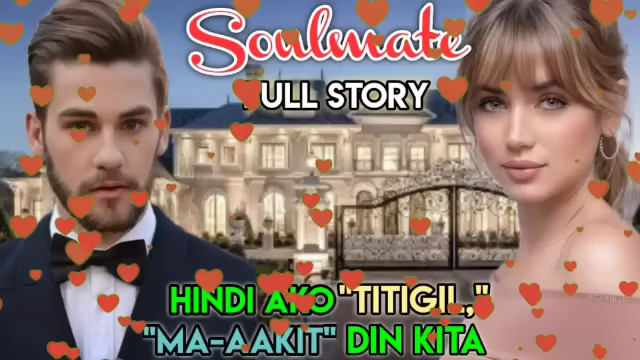 Soulmate
FULL STORY
HINDI AKO "TITIGIL,"
"MA-AAKIT" DIN KITA